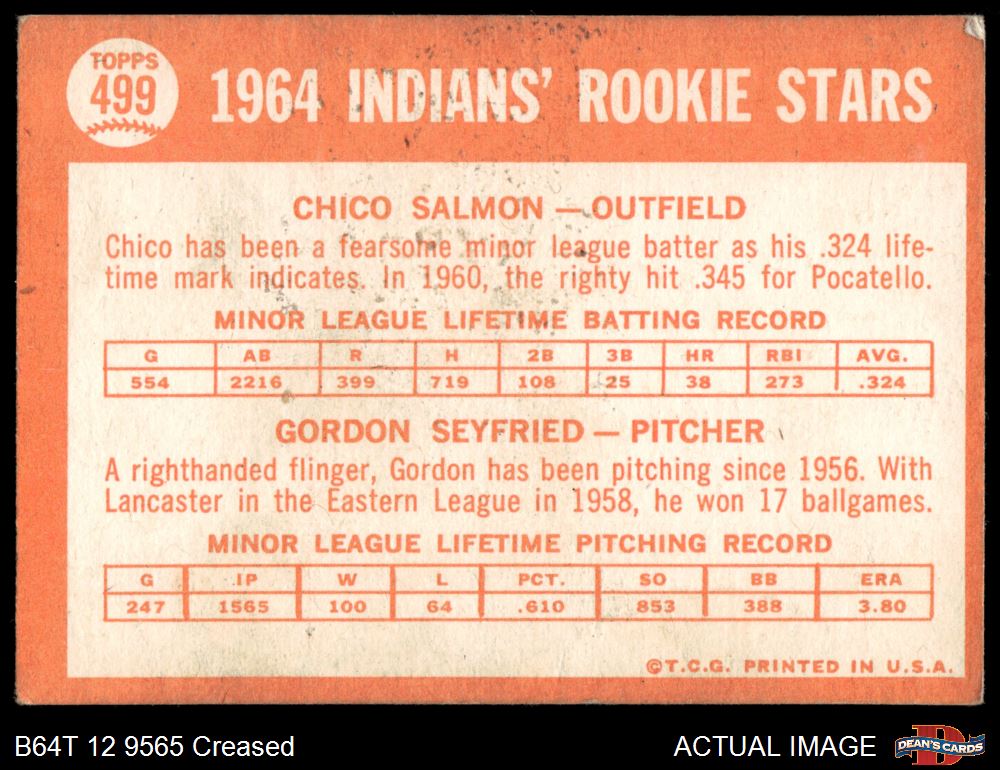 TOPPS
499
1964 INDIANS' ROOKIE STARS
CHICO SALMON — OUTFIELD
Chico has been a fearsome minor league batter as his .324 life-
time mark indicates. In 1960, the righty hit .345 for Pocatello.
MINOR LEAGUE LIFETIME BATTING RECORD
G AB R H 2B 3B HR RBI AVG.
554 2216 399 719 108 25 38 273 .324
GORDON SEYFRIED — PITCHER
A righthanded flinger, Gordon has been pitching since 1956. With
Lancaster in the Eastern League in 1958, he won 17 ballgames.
MINOR LEAGUE LIFETIME PITCHING RECORD
G IP W L PCT. SO BB ERA
247 1565 100 64 .610 853 388 3.80
©T.C.G. PRINTED IN U.S.A.
B64T 12 9565 Creased
ACTUAL IMAGE
D
DEAN'S CARDS